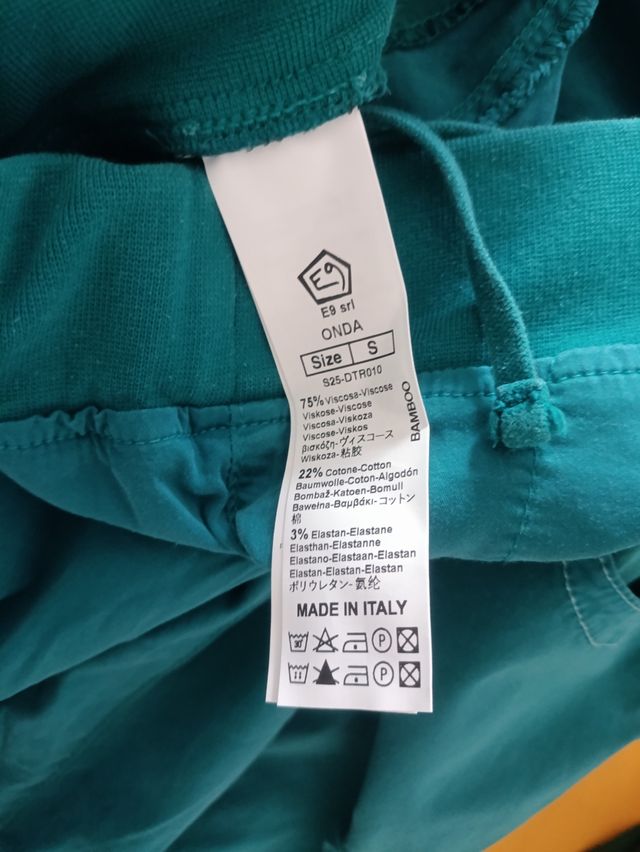 E9
E9 srl
ONDA
Size S
S25-DTR010
75% Viscosa-Viscose
Viskose-Viscose
Viscosa-Viskoza
Viscose-Viskos
βισκόζη-ヴィスコース
Wiskoza-粘胶
BAMBOO
22% Cotone-Cotton
Baumwolle-Coton-Algodón
Bombaž-Katoen-Bomull
Bawełna-Βαμβάκι-コットン
棉
3% Elastan-Elastane
Elasthan-Elastanne
Elastano-Elastaan-Elastan
Elastan-Elastan-Elastan
ポリウレタン-氨纶
MADE IN ITALY
30 P
P